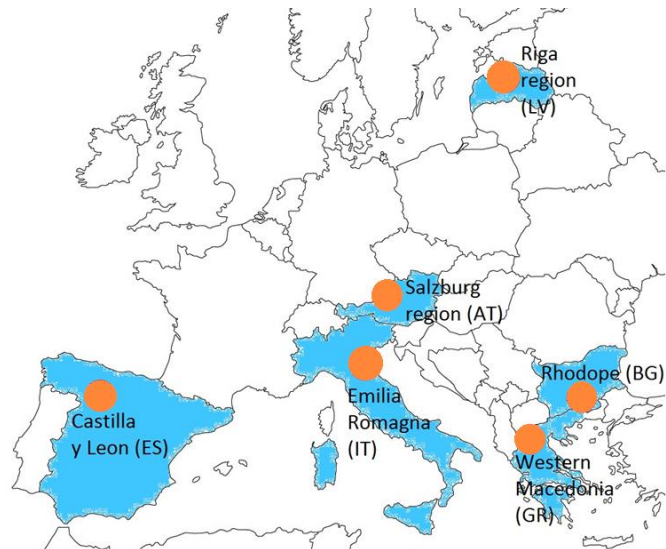 Riga
region
(LV)
Salzburg
region (AT)
Rhodope (BG)
Emilia
Romagna
(IT)
Castilla
y Leon (ES)
Western
Macedonia
(GR)